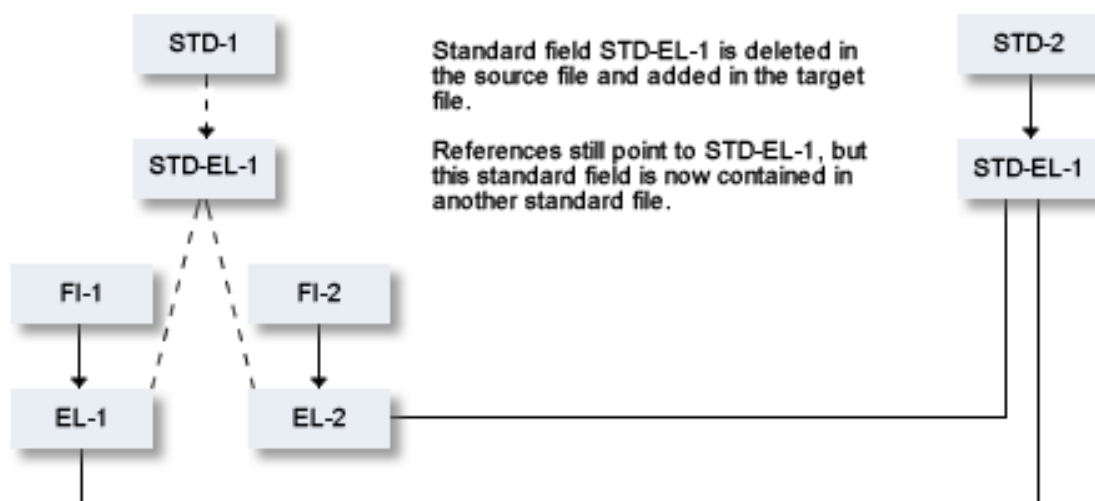 STD-1
Standard field STD-EL-1 is deleted in
the source file and added in the target
file.
STD-2
STD-EL-1
References still point to STD-EL-1, but
this standard field is now contained in
another standard file.
STD-EL-1
FI-1
FI-2
EL-1
EL-2